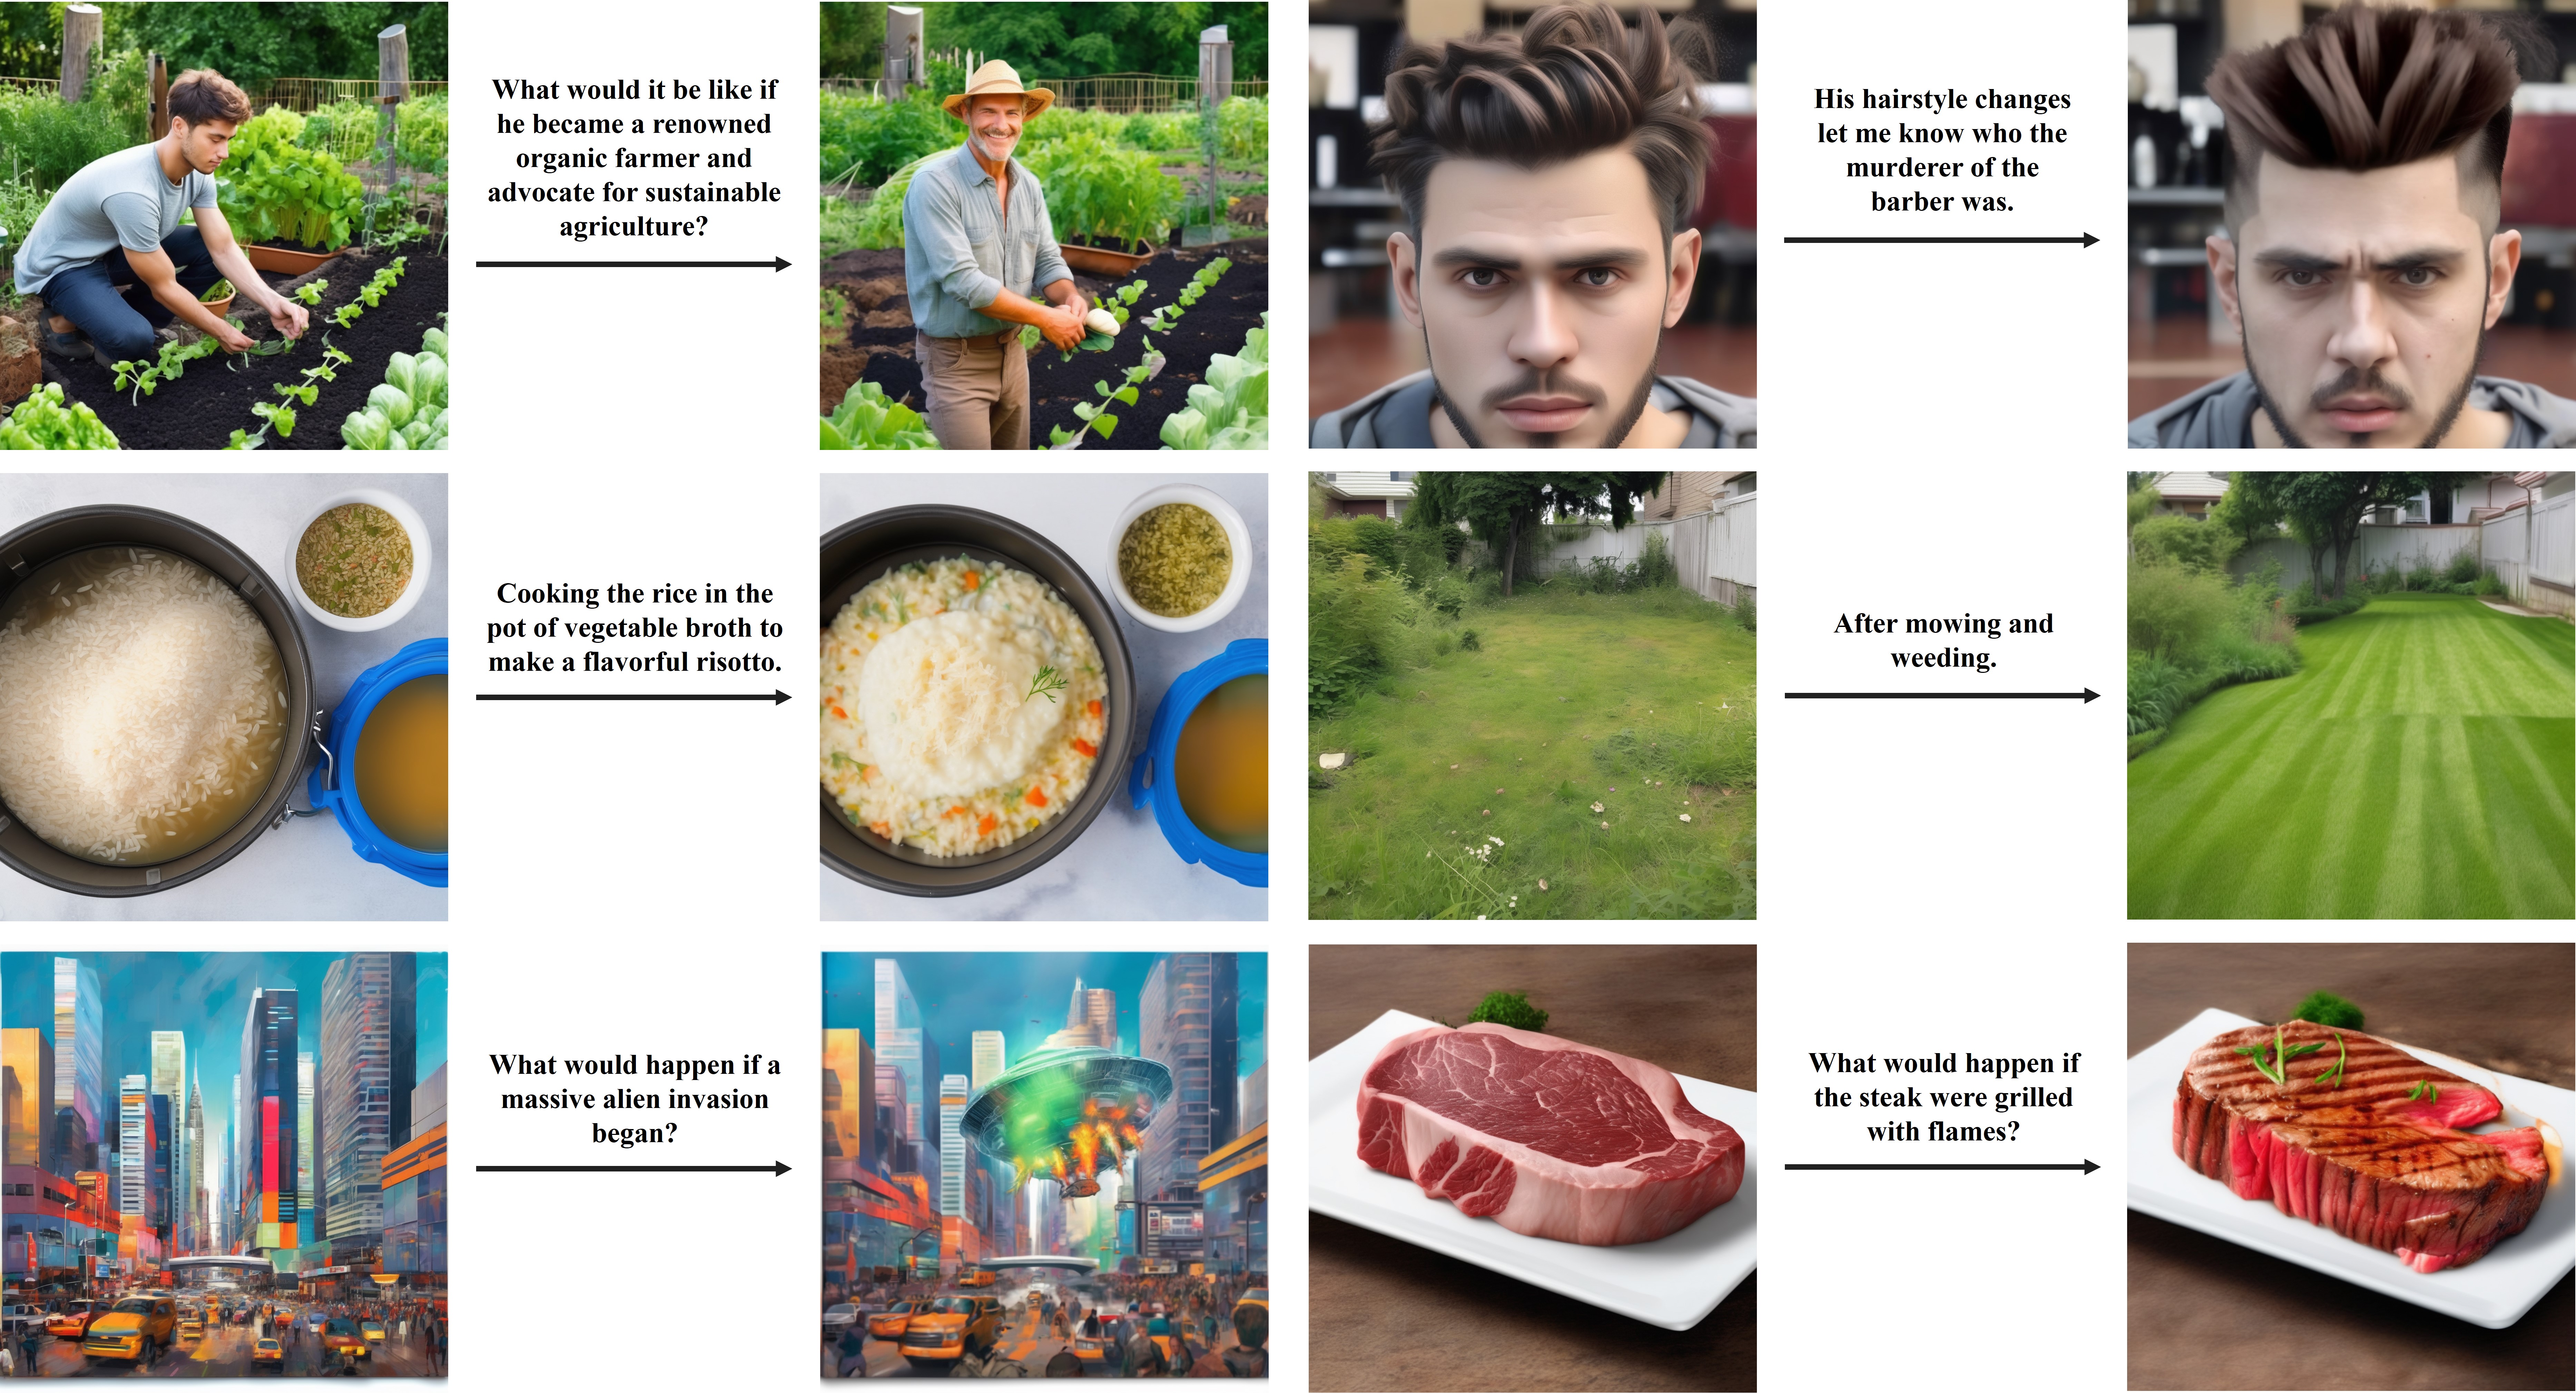 What would it be like if
he became a renowned
organic farmer and
advocate for sustainable
agriculture?
His hairstyle changes
let me know who the
murderer of the
barber was.
Cooking the rice in the
pot of vegetable broth to
make a flavorful risotto.
After mowing and
weeding.
What would happen if a
massive alien invasion
began?
What would happen if
the steak were grilled
with flames?